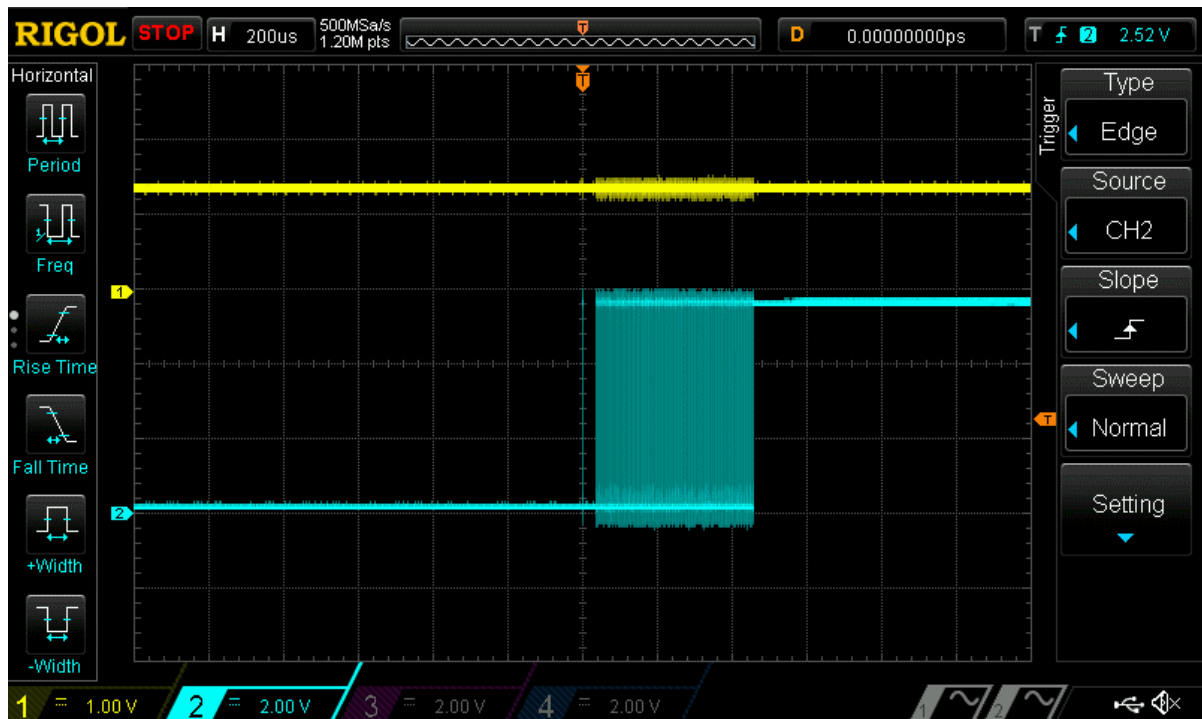 RIGOL STOP H 200us 500MSa/s 1.20M pts T D 0.00000000ps T 2 2.52 V
Horizontal
Period
Freq
Rise Time
Fall Time
+Width
-Width
T
1
2
T
Trigger
Type
Edge
Source
CH2
Slope
Sweep
Normal
Setting
1 = 1.00 V 2 = 2.00 V 3 = 2.00 V 4 = 2.00 V 1 2